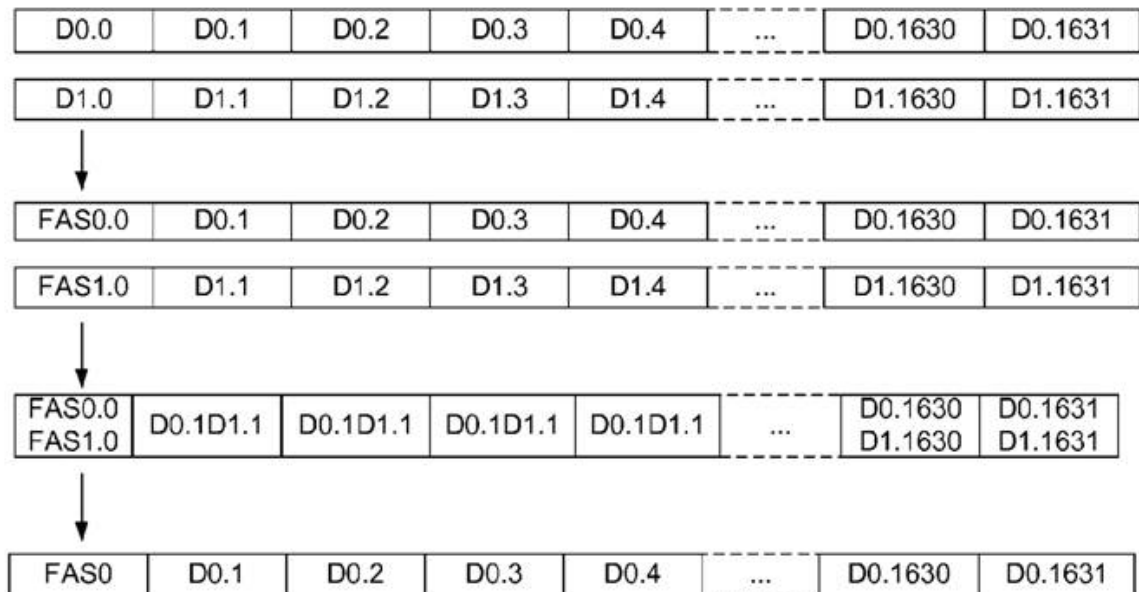 D0.0 D0.1 D0.2 D0.3 D0.4 ... D0.1630 D0.1631
D1.0 D1.1 D1.2 D1.3 D1.4 ... D1.1630 D1.1631
FAS0.0 D0.1 D0.2 D0.3 D0.4 ... D0.1630 D0.1631
FAS1.0 D1.1 D1.2 D1.3 D1.4 ... D1.1630 D1.1631
FAS0.0 D0.1630 D0.1631
D0.1D1.1 D0.1D1.1 D0.1D1.1 D0.1D1.1 ...
FAS1.0 D1.1630 D1.1631
FAS0 D0.1 D0.2 D0.3 D0.4 ... D0.1630 D0.1631